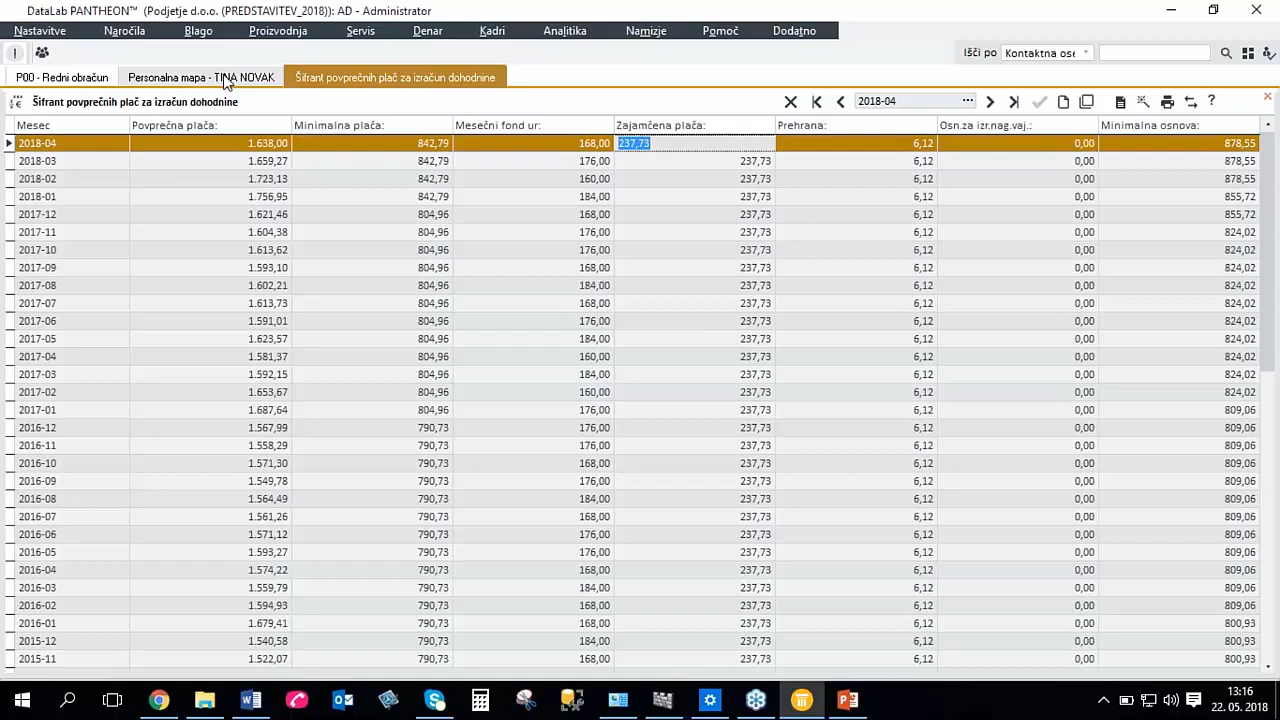 DataLab PANTHEON™ (Podjetje d.o.o. (PREDSTAVITEV_2018)): AD - Administrator
Nastavitve Naročila Blago Proizvodnja Servis Denar Kadri Analitika Namizje Pomoč Dodatno
Išči po Kontaktna ose
P00 - Redni obračun Personalna mapa - TINA NOVAK Šifrant povprečnih plač za izračun dohodnine
Šifrant povprečnih plač za izračun dohodnine 2018-04
Mesec Povprečna plača: Minimalna plača: Mesečni fond ur: Zajamčena plača: Prehrana: Osn.za izr.nag.vaj.: Minimalna osnova:
2018-04 1.638,00 842,79 168,00 237,73 6,12 0,00 878,55
2018-03 1.659,27 842,79 176,00 237,73 6,12 0,00 878,55
2018-02 1.723,13 842,79 160,00 237,73 6,12 0,00 878,55
2018-01 1.756,95 842,79 184,00 237,73 6,12 0,00 855,72
2017-12 1.621,46 804,96 168,00 237,73 6,12 0,00 855,72
2017-11 1.604,38 804,96 176,00 237,73 6,12 0,00 824,02
2017-10 1.613,62 804,96 176,00 237,73 6,12 0,00 824,02
2017-09 1.593,10 804,96 168,00 237,73 6,12 0,00 824,02
2017-08 1.602,21 804,96 184,00 237,73 6,12 0,00 824,02
2017-07 1.613,73 804,96 168,00 237,73 6,12 0,00 824,02
2017-06 1.591,01 804,96 176,00 237,73 6,12 0,00 824,02
2017-05 1.623,57 804,96 184,00 237,73 6,12 0,00 824,02
2017-04 1.581,37 804,96 160,00 237,73 6,12 0,00 824,02
2017-03 1.592,15 804,96 184,00 237,73 6,12 0,00 824,02
2017-02 1.653,67 804,96 160,00 237,73 6,12 0,00 824,02
2017-01 1.687,64 804,96 176,00 237,73 6,12 0,00 809,06
2016-12 1.567,99 790,73 176,00 237,73 6,12 0,00 809,06
2016-11 1.558,29 790,73 176,00 237,73 6,12 0,00 809,06
2016-10 1.571,30 790,73 168,00 237,73 6,12 0,00 809,06
2016-09 1.549,78 790,73 176,00 237,73 6,12 0,00 809,06
2016-08 1.564,49 790,73 184,00 237,73 6,12 0,00 809,06
2016-07 1.561,26 790,73 168,00 237,73 6,12 0,00 809,06
2016-06 1.571,12 790,73 176,00 237,73 6,12 0,00 809,06
2016-05 1.593,27 790,73 176,00 237,73 6,12 0,00 809,06
2016-04 1.574,22 790,73 168,00 237,73 6,12 0,00 809,06
2016-03 1.559,79 790,73 184,00 237,73 6,12 0,00 809,06
2016-02 1.594,93 790,73 168,00 237,73 6,12 0,00 809,06
2016-01 1.679,41 790,73 168,00 237,73 6,12 0,00 800,93
2015-12 1.540,58 790,73 184,00 237,73 6,12 0,00 800,93
2015-11 1.522,07 790,73 168,00 237,73 6,12 0,00 800,93
13:16
22. 05. 2018